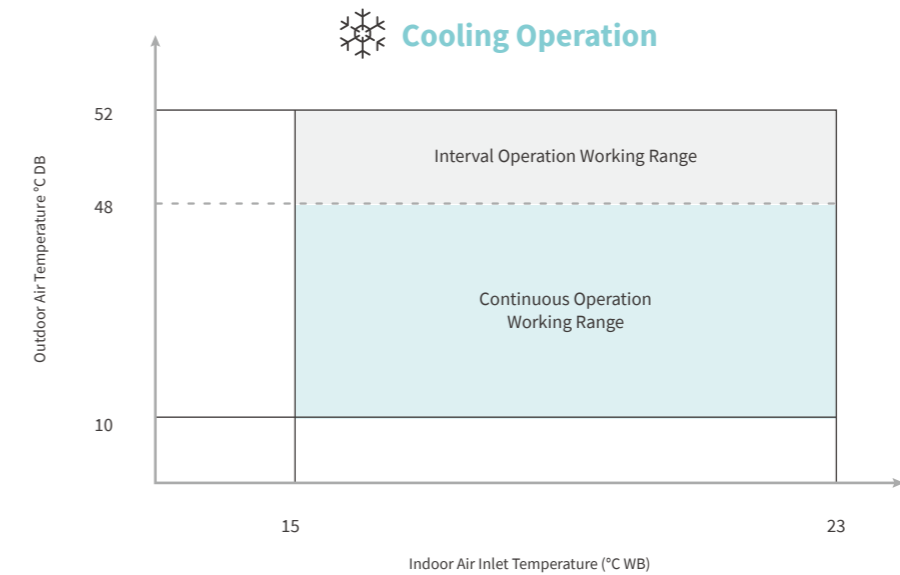 Cooling Operation
52
Interval Operation Working Range
48
Outdoor Air Temperature °C DB
Continuous Operation
Working Range
10
15
23
Indoor Air Inlet Temperature (°C WB)